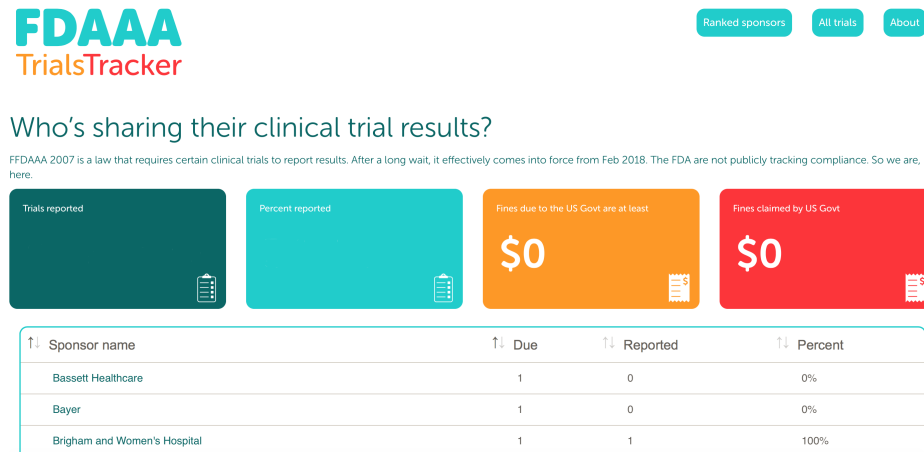 FDAAA
TrialsTracker
Ranked sponsors
All trials
About
Who's sharing their clinical trial results?
FFDAAA 2007 is a law that requires certain clinical trials to report results. After a long wait, it effectively comes into force from Feb 2018. The FDA are not publicly tracking compliance. So we are,
here.
Trials reported
Percent reported
Fines due to the US Govt are at least
$0
$
Fines claimed by US Govt
$0
$
↑↓ Sponsor name ↑↓ Due ↑↓ Reported ↑↓ Percent
Bassett Healthcare 1 0 0%
Bayer 1 0 0%
Brigham and Women's Hospital 1 1 100%